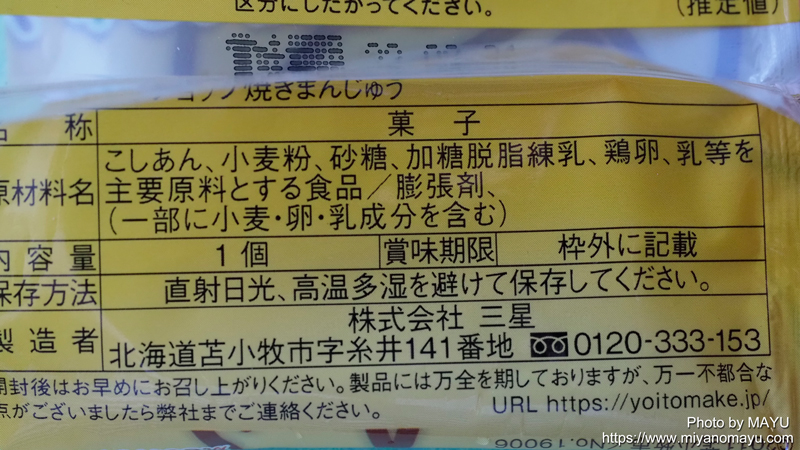 区分にしたがってください。 (推定値)
焼きまんじゅう
名 称 菓 子
原材料名 こしあん、小麦粉、砂糖、加糖脱脂練乳、鶏卵、乳等を
主要原料とする食品／膨張剤、
(一部に小麦・卵・乳成分を含む)
内容量 1個 賞味期限 枠外に記載
保存方法 直射日光、高温多湿を避けて保存してください。
製造者 株式会社 三星
北海道苫小牧市字糸井141番地 0120-333-153
開封後はお早めにお召し上がりください。製品には万全を期しておりますが、万一不都合な
点がございましたら弊社までご連絡ください。 URL https://yoitomake.jp/
No.19006
Photo by MAYU
https://www.miyanomayu.com/